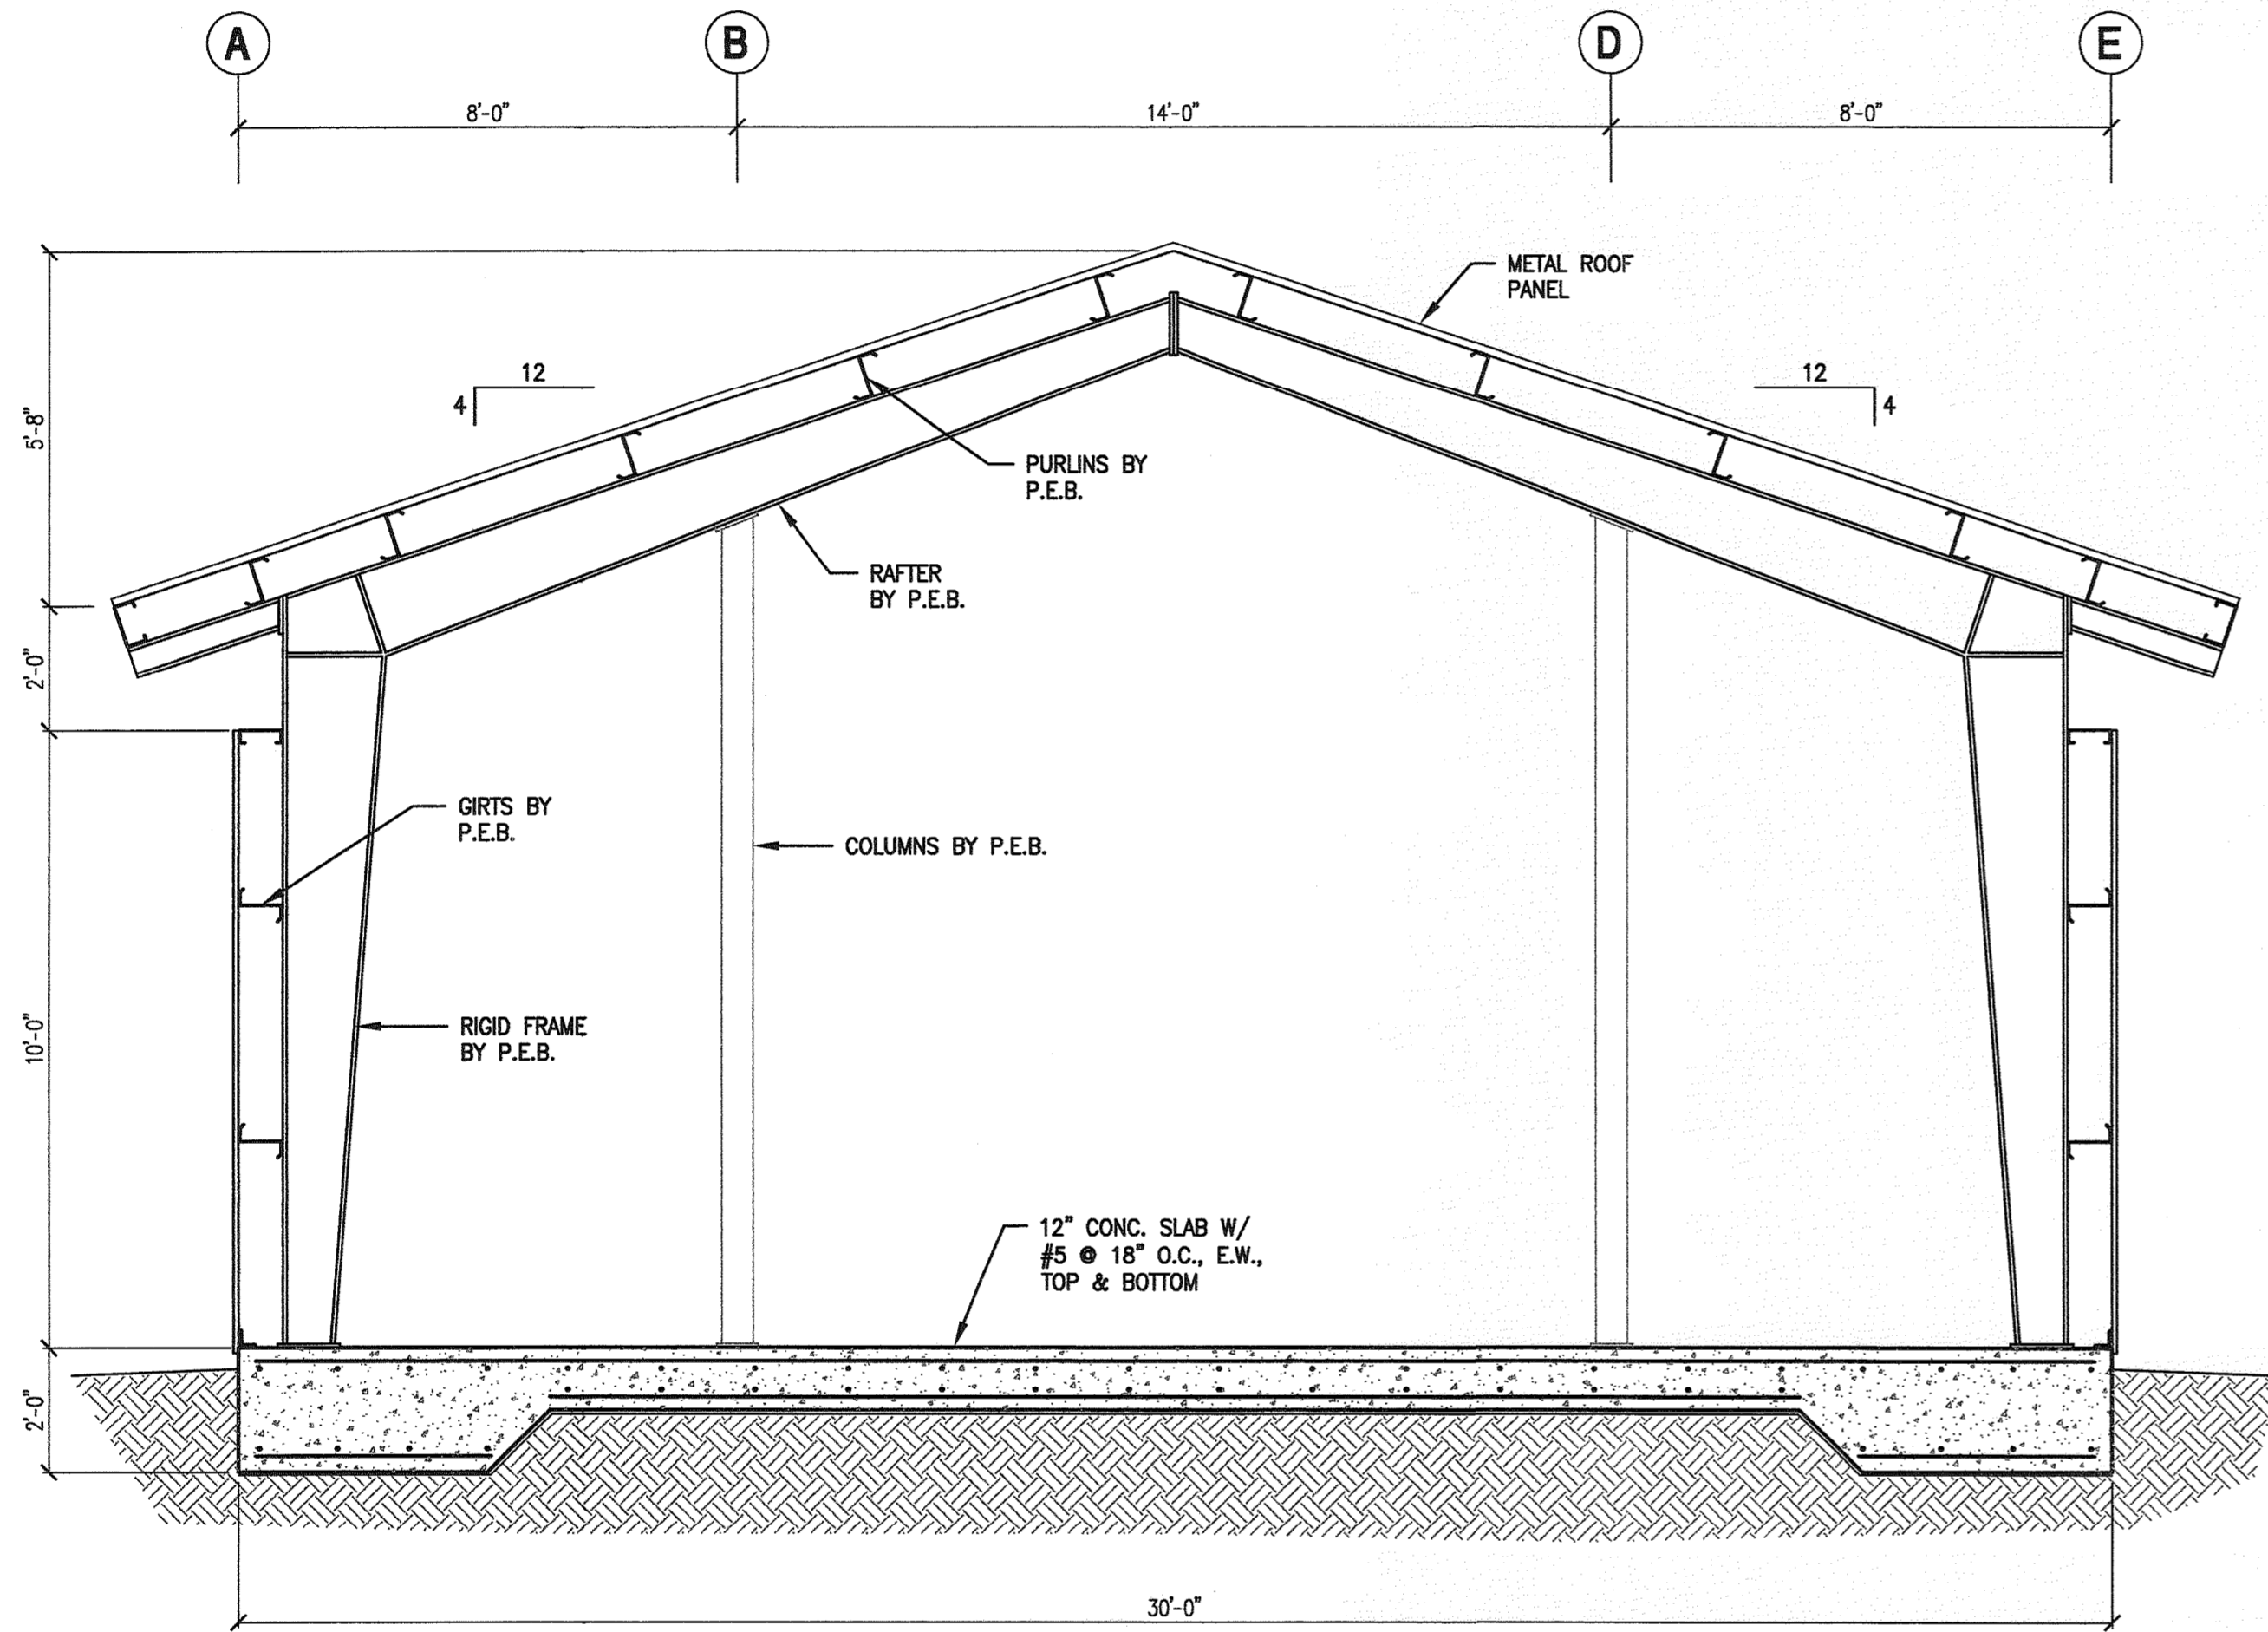 A B D E
8'-0" 14'-0" 8'-0"
METAL ROOF
PANEL
12
4
12
4
5'-8"
PURLINS BY
P.E.B.
RAFTER
BY P.E.B.
2'-0"
GIRTS BY
P.E.B.
COLUMNS BY P.E.B.
10'-0"
RIGID FRAME
BY P.E.B.
12" CONC. SLAB W/
#5 @ 18" O.C., E.W.,
TOP & BOTTOM
2'-0"
30'-0"